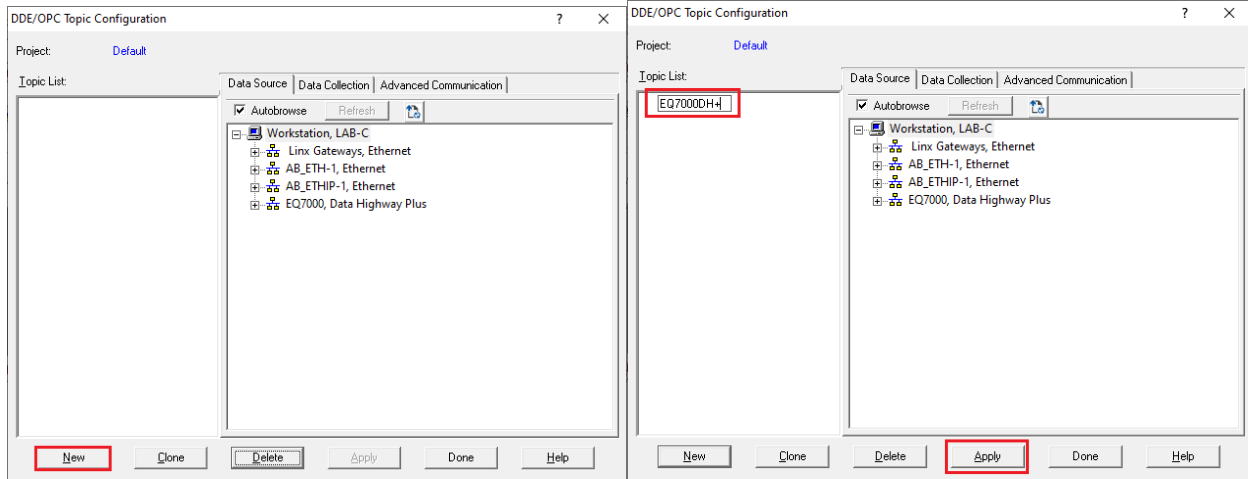 DDE/OPC Topic Configuration ? ×
Project: Default
Topic List:
Data Source Data Collection Advanced Communication
Autobrowse Refresh
Workstation, LAB-C
Linx Gateways, Ethernet
AB_ETH-1, Ethernet
AB_ETHIP-1, Ethernet
EQ7000, Data Highway Plus
New Clone Delete Apply Done Help
DDE/OPC Topic Configuration ? ×
Project: Default
Topic List:
Data Source Data Collection Advanced Communication
EQ7000DH+
Autobrowse Refresh
Workstation, LAB-C
Linx Gateways, Ethernet
AB_ETH-1, Ethernet
AB_ETHIP-1, Ethernet
EQ7000, Data Highway Plus
New Clone Delete Apply Done Help